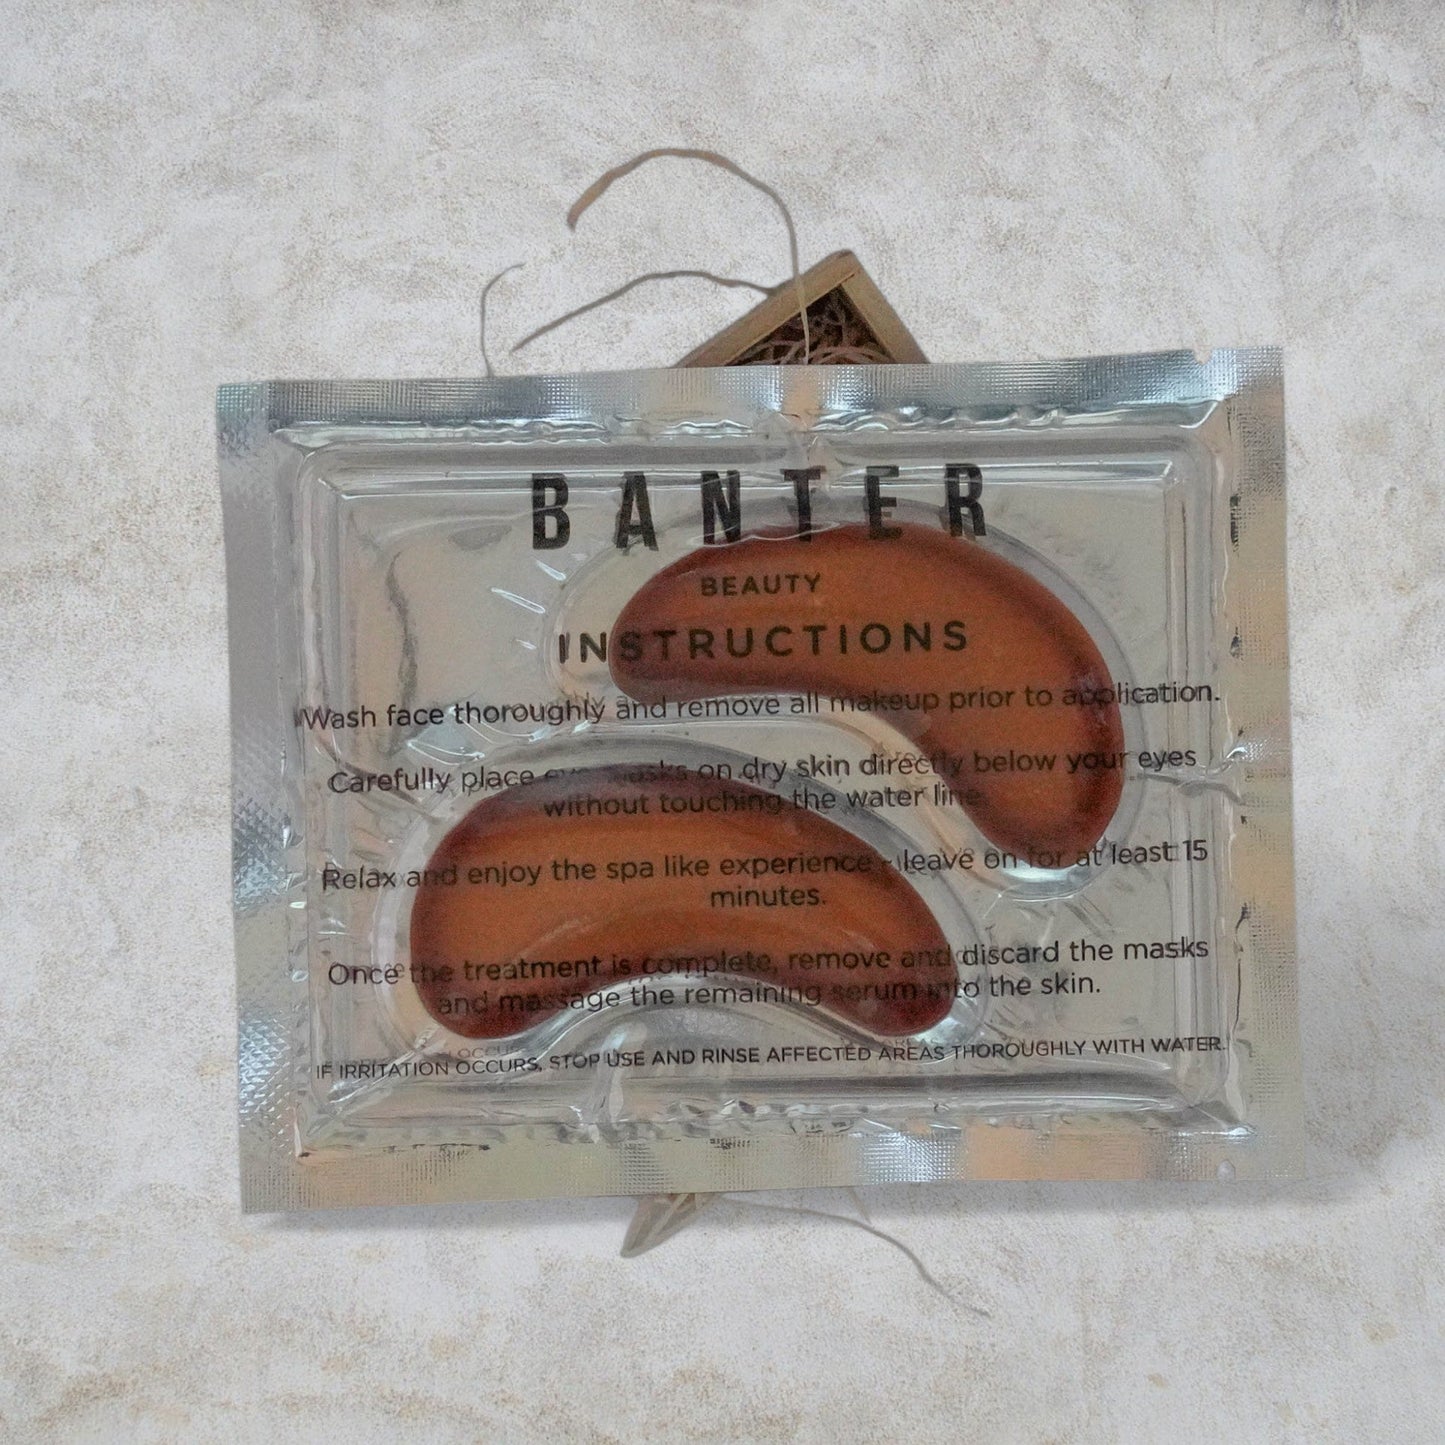 BANTER
BEAUTY
INSTRUCTIONS
Wash face thoroughly and remove all makeup prior to application.
Carefully place eye masks on dry skin directly below your eyes
without touching the water line.
Relax and enjoy the spa like experience - leave on for at least 15
minutes.
Once the treatment is complete, remove and discard the masks
and massage the remaining serum into the skin.
IF IRRITATION OCCURS, STOP USE AND RINSE AFFECTED AREAS THOROUGHLY WITH WATER.